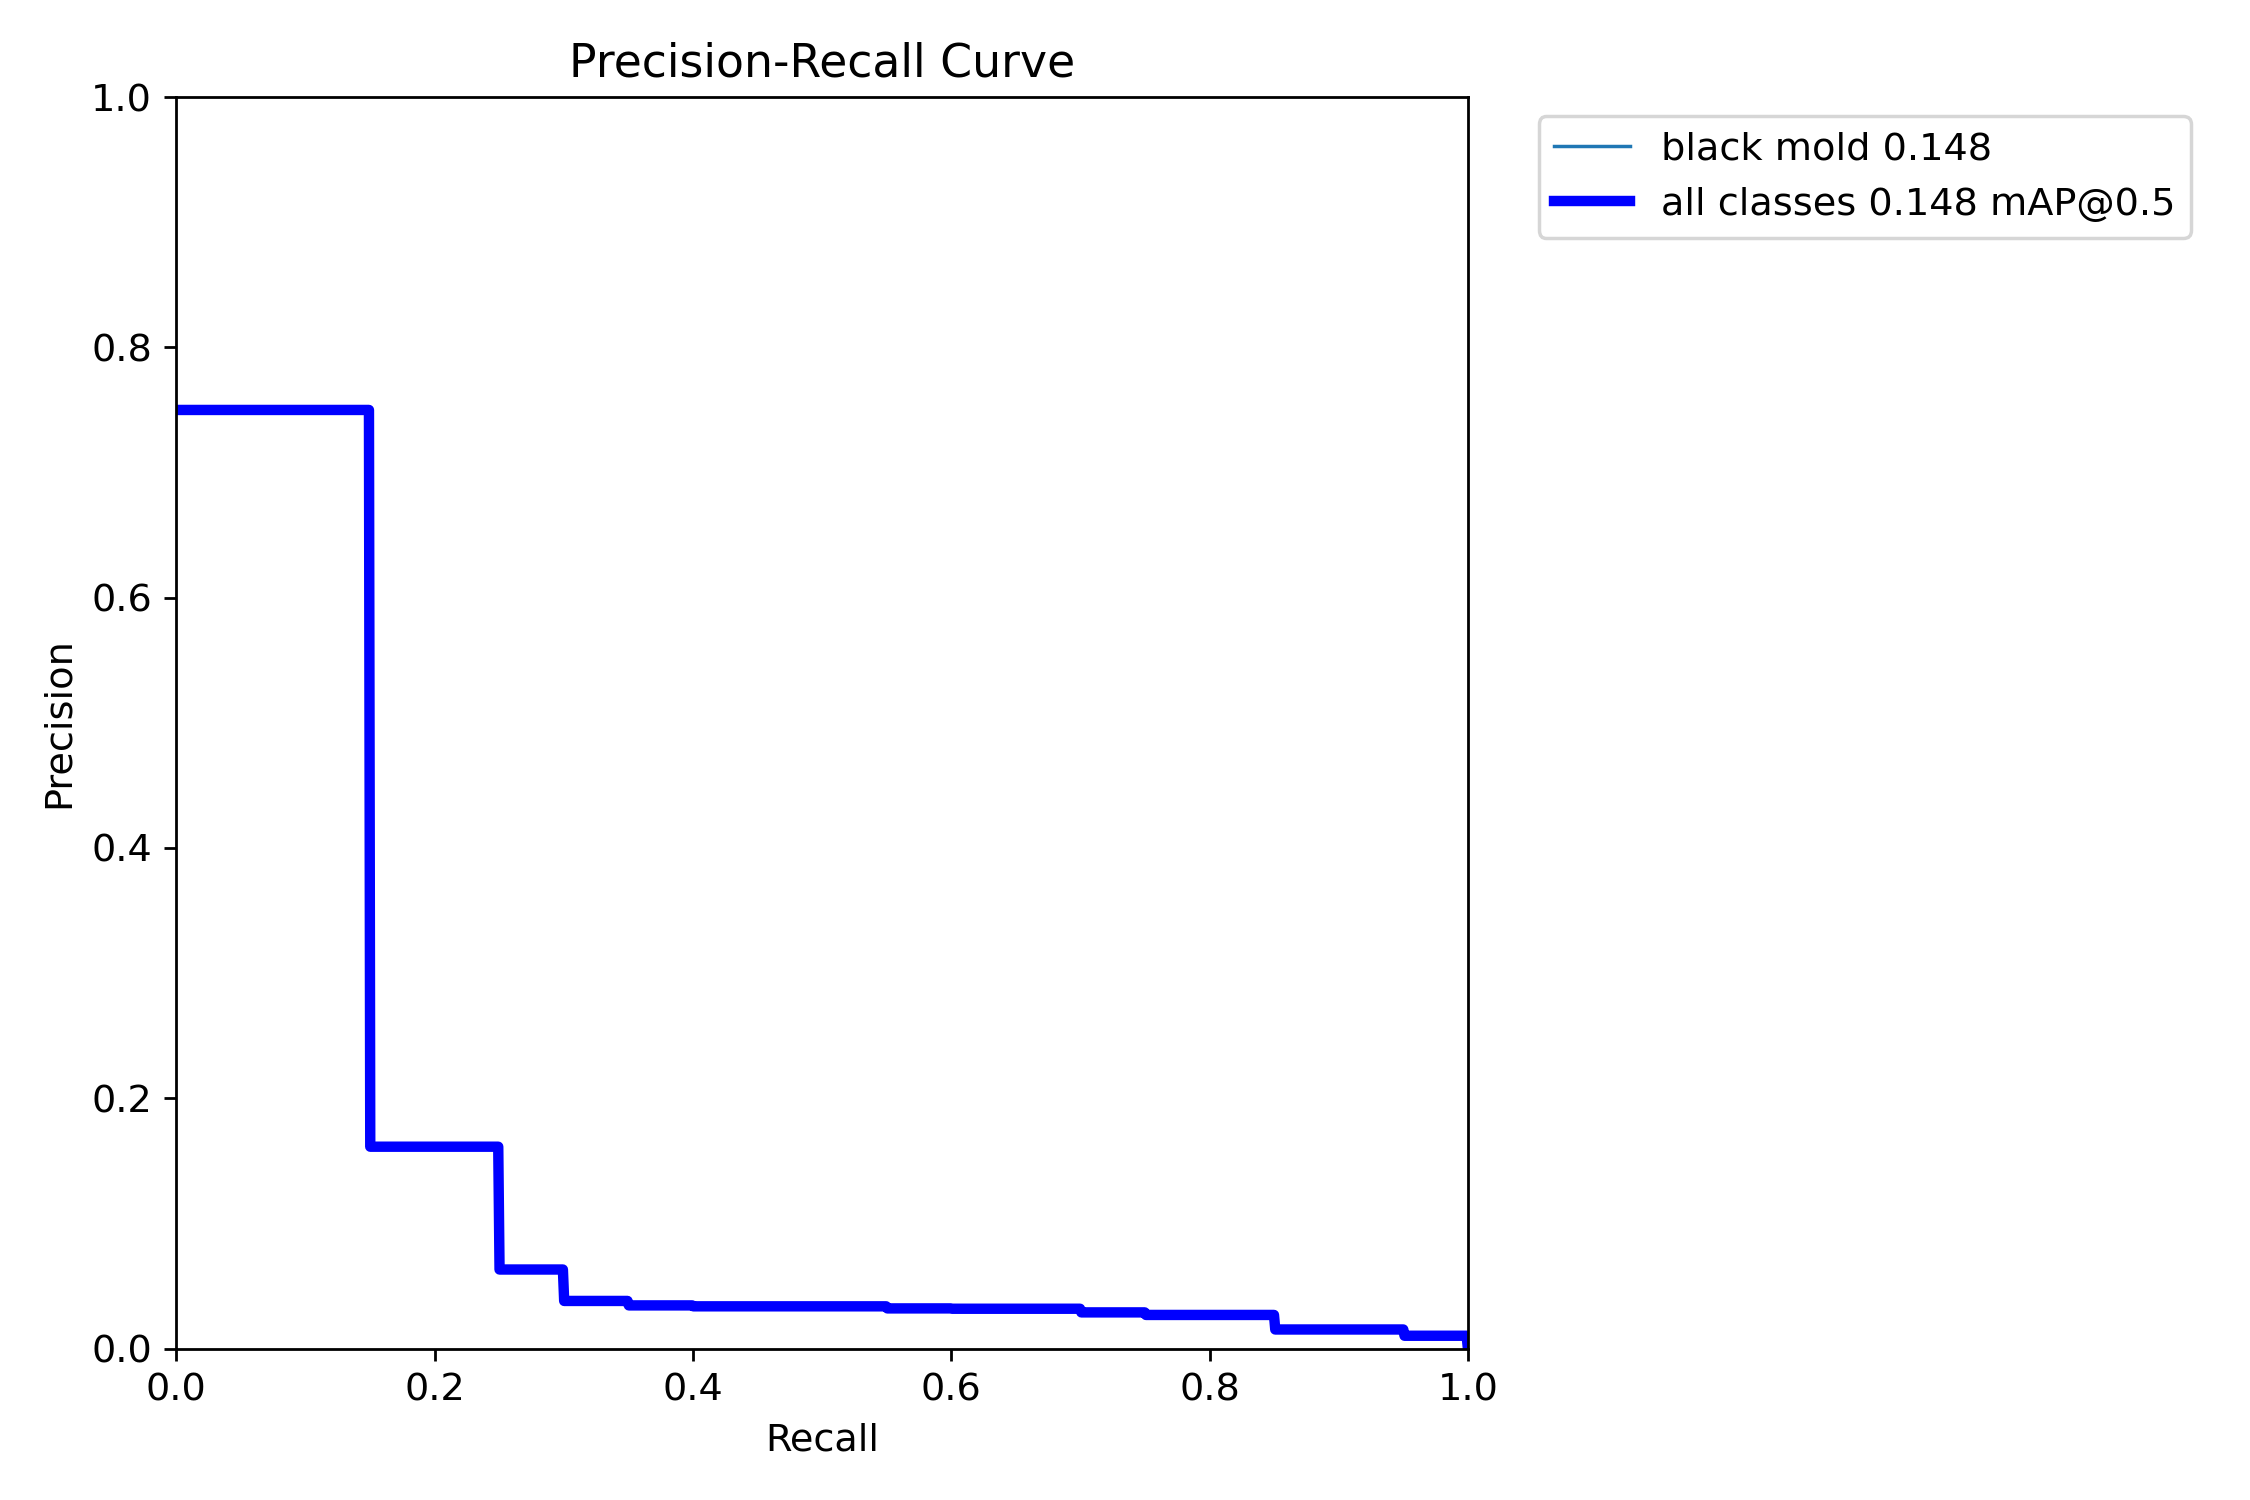 Precision-Recall Curve
1.0
0.8
0.6
0.4
0.2
0.0
Precision
0.0 0.2 0.4 0.6 0.8 1.0
Recall
black mold 0.148
all classes 0.148 mAP@0.5